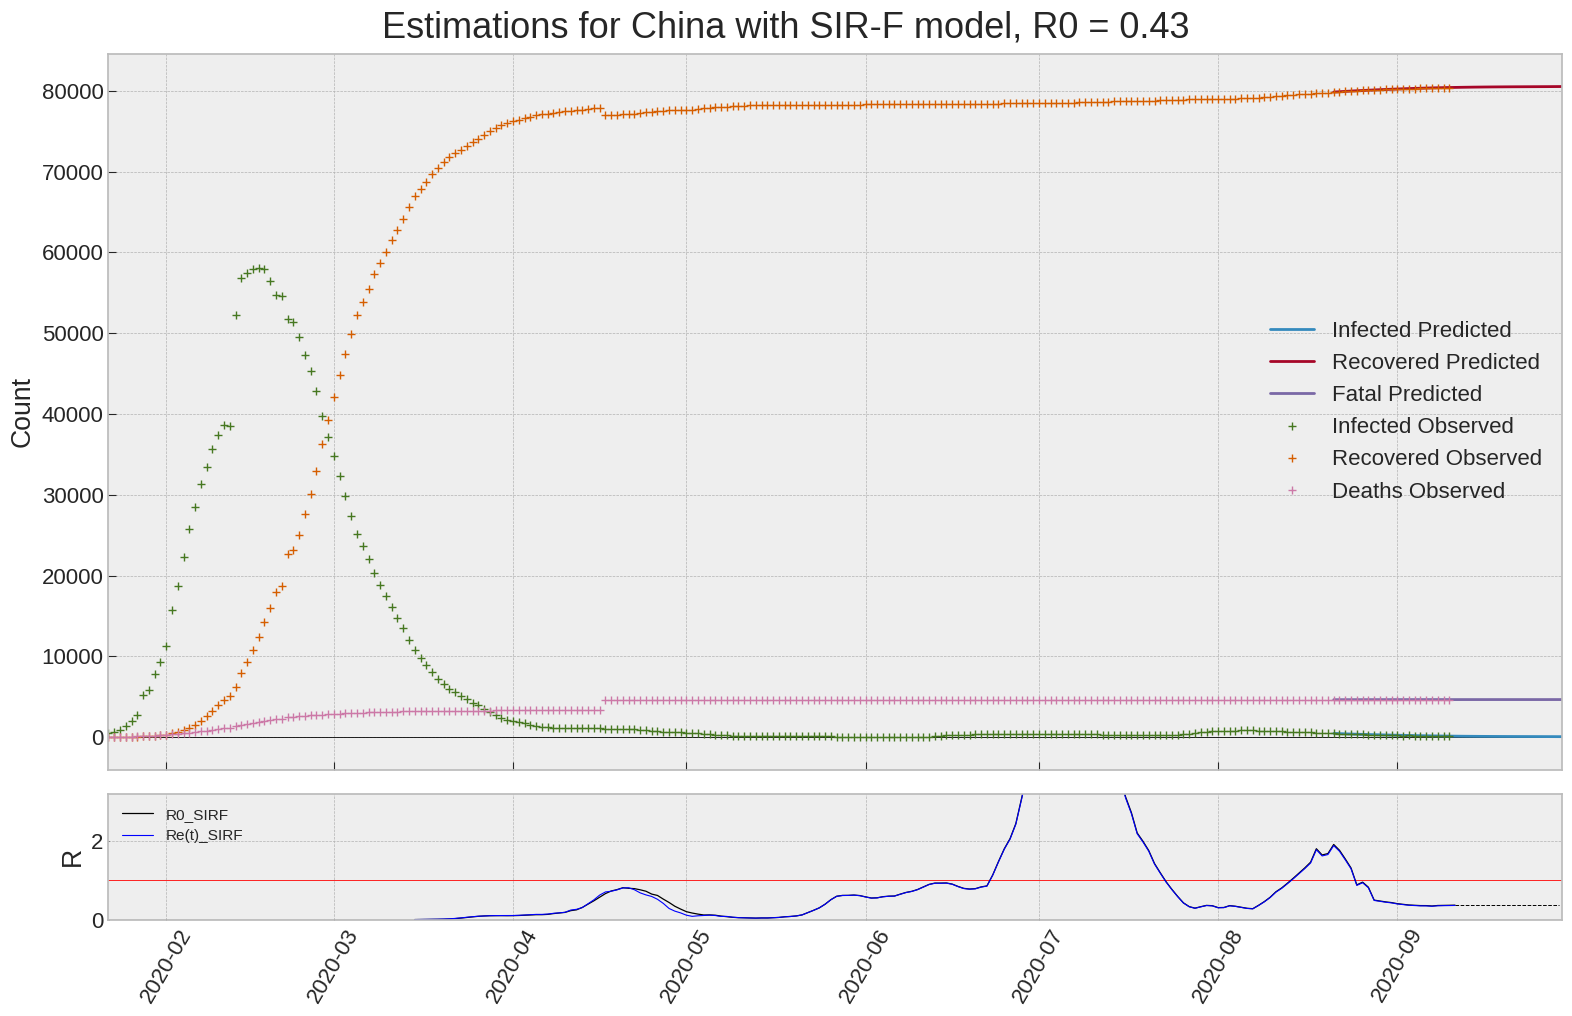 Estimations for China with SIR-F model, R0 = 0.43
80000
70000
60000
50000
40000
30000
20000
10000
0
Count
Infected Predicted
Recovered Predicted
Fatal Predicted
Infected Observed
Recovered Observed
Deaths Observed
R0_SIRF
Re(t)_SIRF
2
0
R
2020-02
2020-03
2020-04
2020-05
2020-06
2020-07
2020-08
2020-09